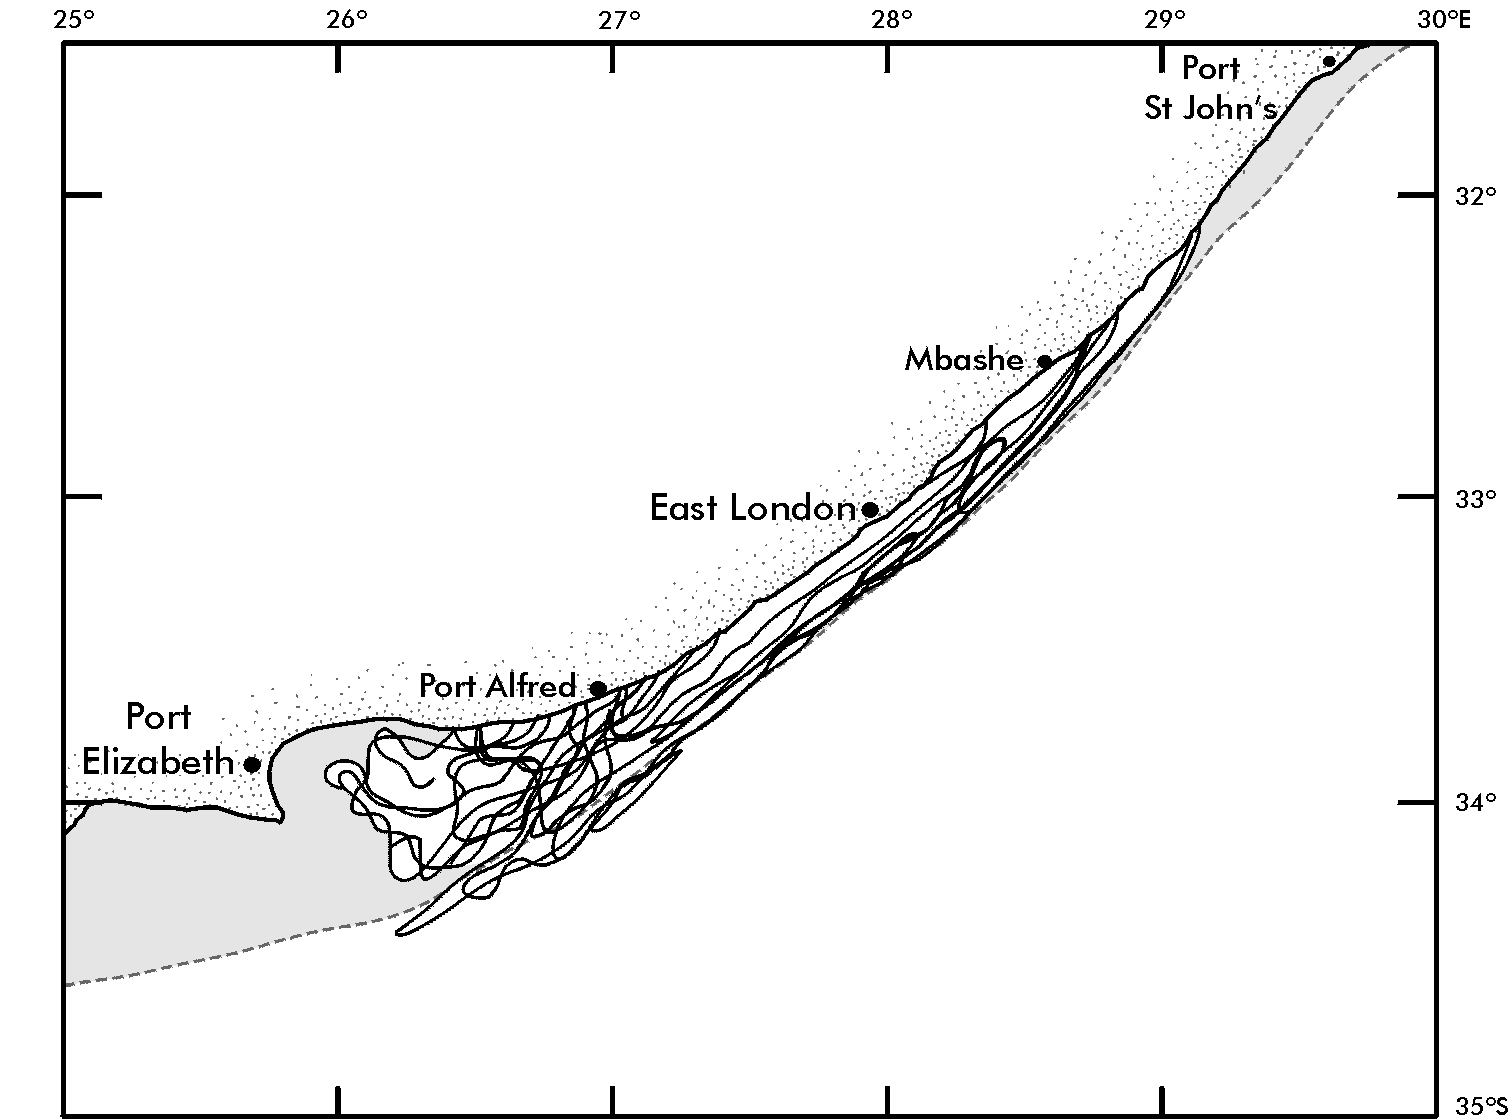 25° 26° 27° 28° 29° 30°E
Port
St John's
32°
Mbashe
33°
East London
Port Alfred
Port
Elizabeth
34°
35°S